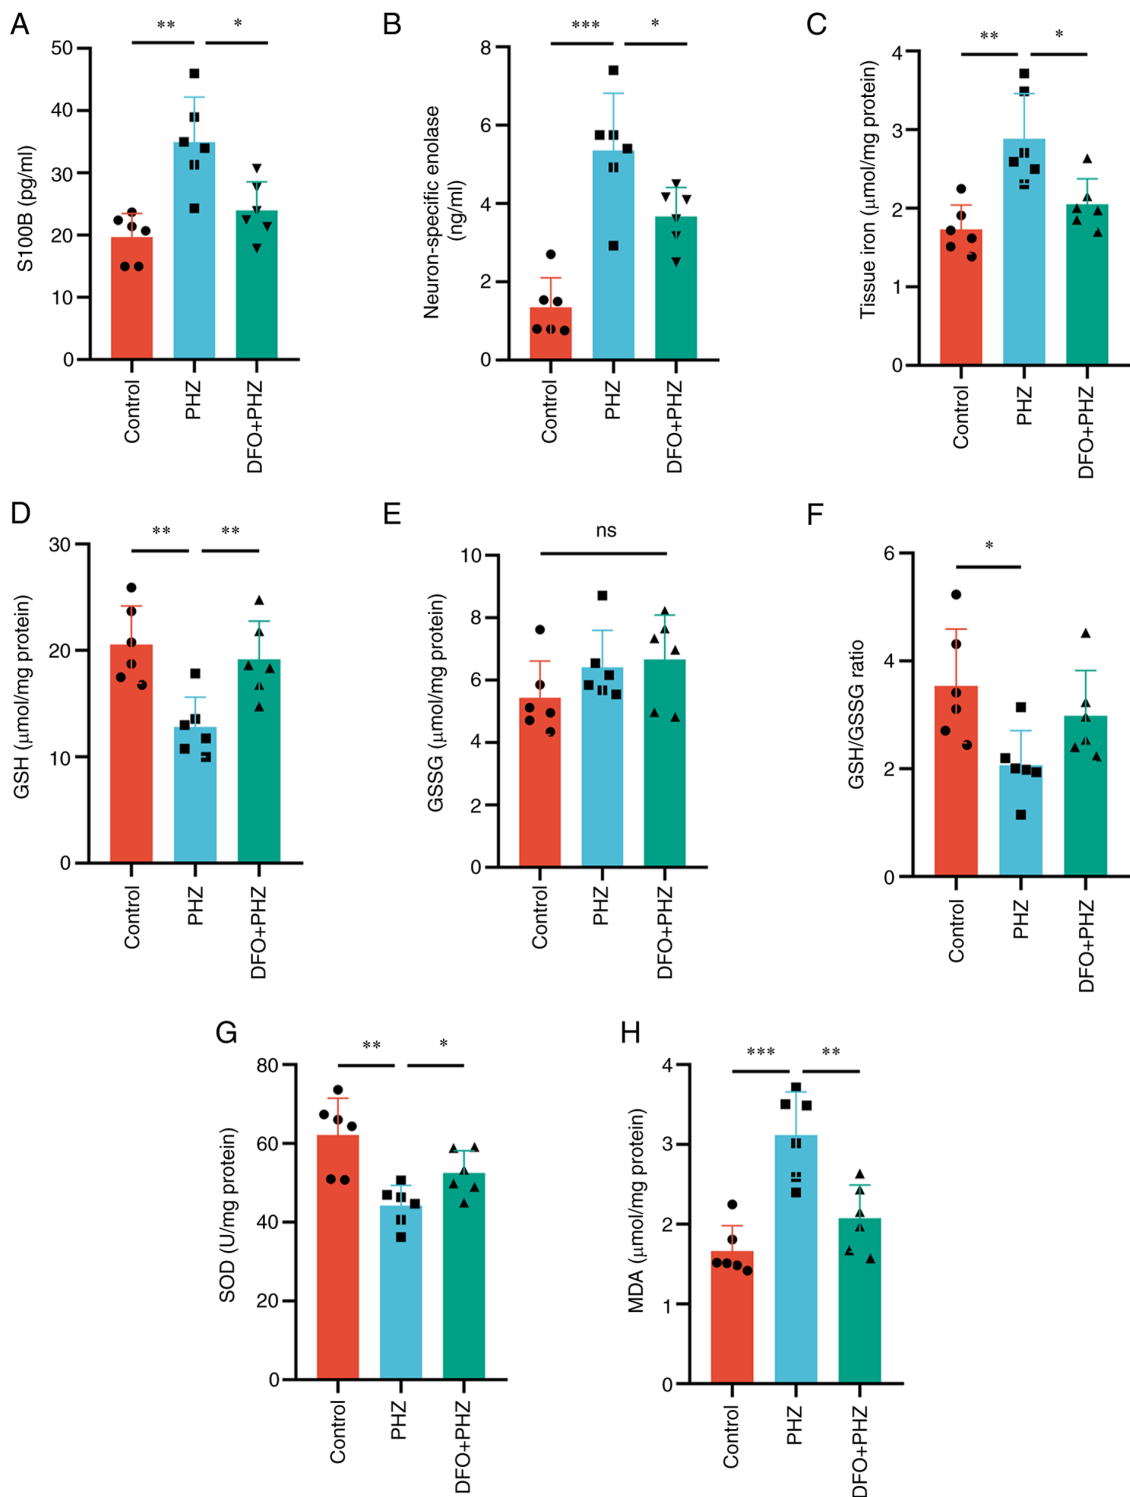 A
** *
S100B (pg/ml)
50
40
30
20
10
0
Control
PHZ
DFO+PHZ
B
*** *
Neuron-specific enolase
(ng/ml)
8
6
4
2
0
Control
PHZ
DFO+PHZ
C
** *
Tissue iron (μmol/mg protein)
4
3
2
1
0
Control
PHZ
DFO+PHZ
D
** **
GSH (μmol/mg protein)
30
20
10
0
Control
PHZ
DFO+PHZ
E
ns
GSSG (μmol/mg protein)
10
8
6
4
2
0
Control
PHZ
DFO+PHZ
F
*
GSH/GSSG ratio
6
4
2
0
Control
PHZ
DFO+PHZ
G
** *
SOD (U/mg protein)
80
60
40
20
0
Control
PHZ
DFO+PHZ
H
*** **
MDA (μmol/mg protein)
4
3
2
1
0
Control
PHZ
DFO+PHZ